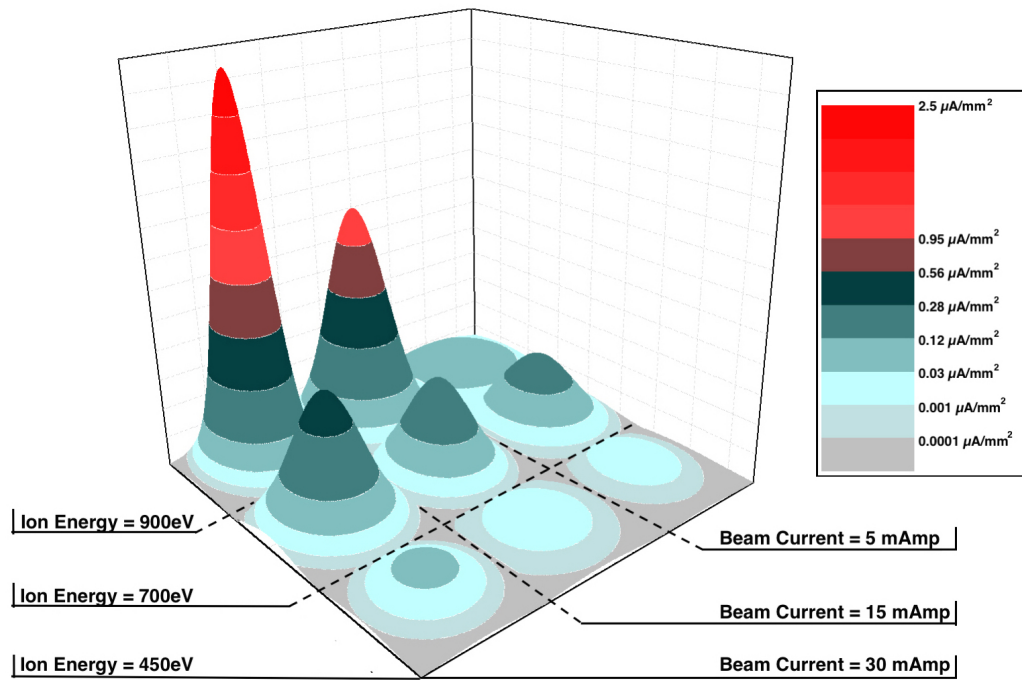 2.5 µA/mm²
0.95 µA/mm²
0.56 µA/mm²
0.28 µA/mm²
0.12 µA/mm²
0.03 µA/mm²
0.001 µA/mm²
0.0001 µA/mm²
Ion Energy = 900eV
Ion Energy = 700eV
Ion Energy = 450eV
Beam Current = 5 mAmp
Beam Current = 15 mAmp
Beam Current = 30 mAmp